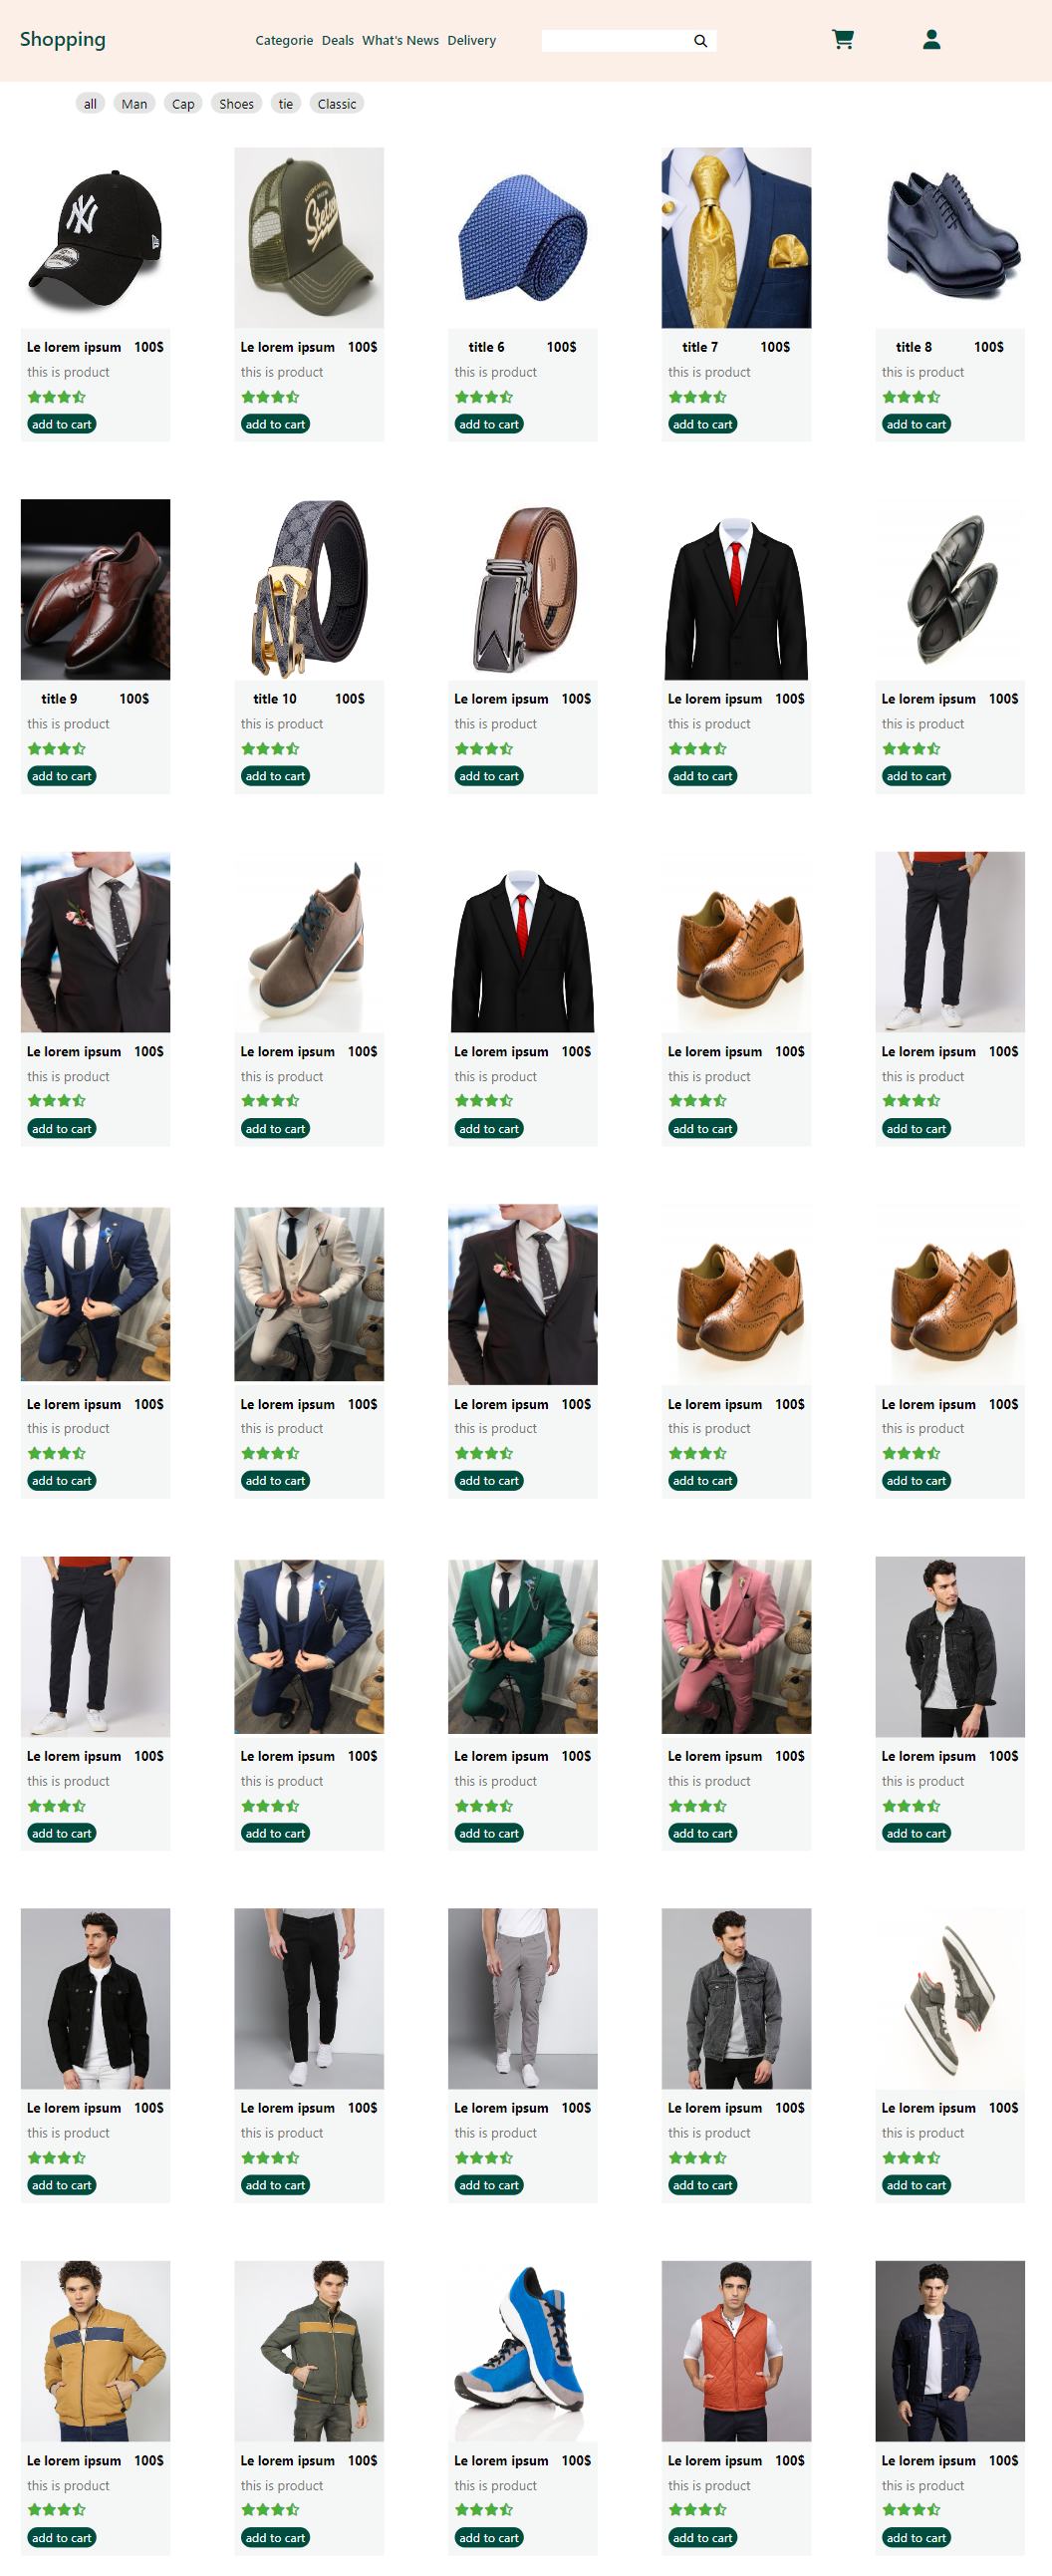 Shopping Categorie Deals What's News Delivery
all Man Cap Shoes tie Classic
NY
Stetson
Le lorem ipsum 100$ Le lorem ipsum 100$ title 6 100$ title 7 100$ title 8 100$
this is product this is product this is product this is product this is product
add to cart add to cart add to cart add to cart add to cart
title 9 100$ title 10 100$ Le lorem ipsum 100$ Le lorem ipsum 100$ Le lorem ipsum 100$
this is product this is product this is product this is product this is product
add to cart add to cart add to cart add to cart add to cart
Le lorem ipsum 100$ Le lorem ipsum 100$ Le lorem ipsum 100$ Le lorem ipsum 100$ Le lorem ipsum 100$
this is product this is product this is product this is product this is product
add to cart add to cart add to cart add to cart add to cart
Le lorem ipsum 100$ Le lorem ipsum 100$ Le lorem ipsum 100$ Le lorem ipsum 100$ Le lorem ipsum 100$
this is product this is product this is product this is product this is product
add to cart add to cart add to cart add to cart add to cart
Le lorem ipsum 100$ Le lorem ipsum 100$ Le lorem ipsum 100$ Le lorem ipsum 100$ Le lorem ipsum 100$
this is product this is product this is product this is product this is product
add to cart add to cart add to cart add to cart add to cart
Le lorem ipsum 100$ Le lorem ipsum 100$ Le lorem ipsum 100$ Le lorem ipsum 100$ Le lorem ipsum 100$
this is product this is product this is product this is product this is product
add to cart add to cart add to cart add to cart add to cart
Le lorem ipsum 100$ Le lorem ipsum 100$ Le lorem ipsum 100$ Le lorem ipsum 100$ Le lorem ipsum 100$
this is product this is product this is product this is product this is product
add to cart add to cart add to cart add to cart add to cart